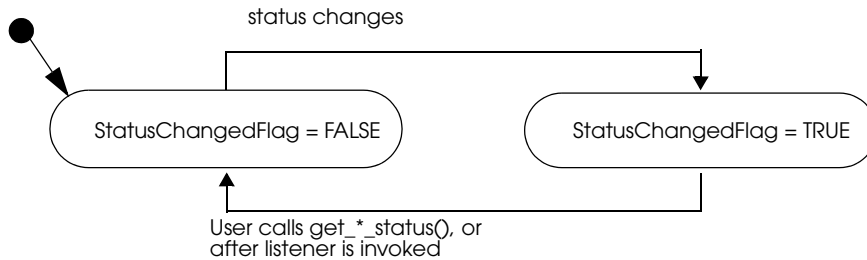 status changes
StatusChangedFlag = FALSE
StatusChangedFlag = TRUE
User calls get_*_status(), or
after listener is invoked